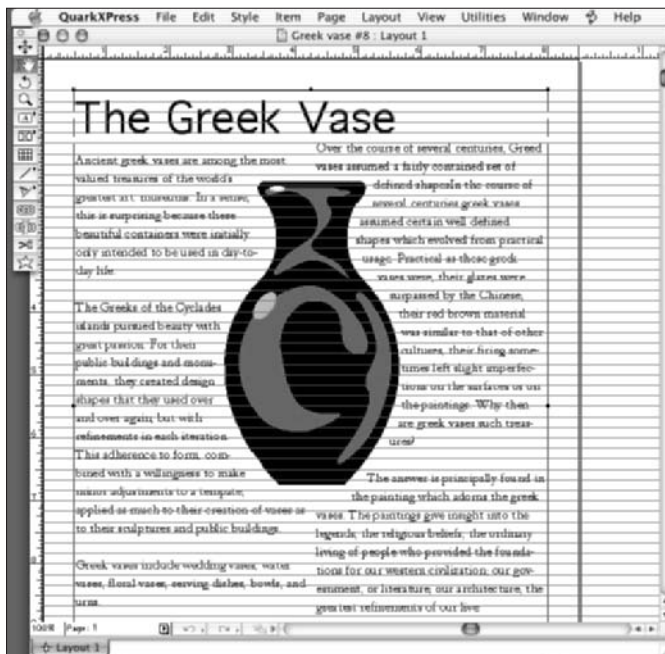 QuarkXPress File Edit Style Item Page Layout View Utilities Window Help
Greek vase #8 : Layout 1
The Greek Vase
Ancient greek vases are among the most
valued treasures of the world's
greatest art museums. In a sense,
this is surprising because these
beautiful containers were initially
only intended to be used in day-to-
day life.
The Greeks of the Cyclades
islands pursued beauty with
great passion. For their
public buildings and monu-
ments, they created design
shapes that they used over
and over again, but with
refinements in each iteration.
This adherence to form, com-
bined with a willingness to make
minor adjustments to a template,
applied as much to their creation of vases as
to their sculptures and public buildings.
Greek vases include wedding vases, water
vases, floral vases, serving dishes, bowls, and
urns.
Over the course of several centuries, Greed
vases assumed a fairly contained set of
defined shapes.In the course of
several centuries greek vases
assumed certain well defined
shapes which evolved from practical
usage. Practical as these greek
vases were, their glazes were
surpassed by the Chinese,
their red brown material
was similar to that of other
cultures, their firing some-
times left slight imperfec-
tions on the surfaces or on
the paintings. Why then
are greek vases such treas-
ures?
The answer is principally found in
the painting which adorns the greek
vases. The paintings give insight into the
legends, the religious beliefs, the ordinary
living of people who provided the founda-
tions for our western civilization, our gov-
ernment, or literature, our architecture, the
greatest refinements of our live
100% Page: 1
Layout 1